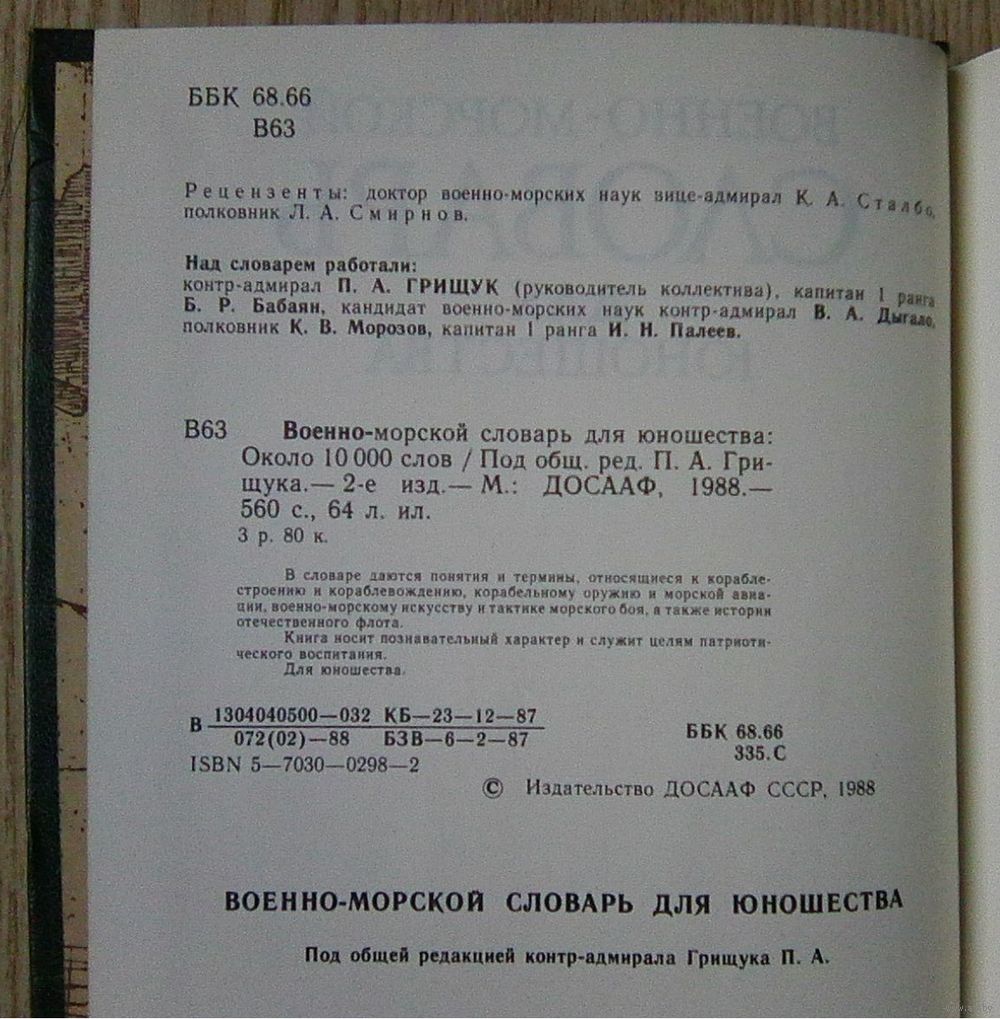 ББК 68.66
В63
Рецензенты: доктор военно-морских наук вице-адмирал К. А. Сталбо,
полковник Л. А. Смирнов.
Над словарем работали:
контр-адмирал П. А. ГРИЩУК (руководитель коллектива), капитан 1 ранга
Б. Р. Бабаян, кандидат военно-морских наук контр-адмирал В. А. Дыгало,
полковник К. В. Морозов, капитан 1 ранга И. Н. Палеев.
В63 Военно-морской словарь для юношества:
Около 10 000 слов / Под общ. ред. П. А. Гри-
щука.— 2-е изд.— М.: ДОСААФ, 1988.—
560 с., 64 л. ил.
3 р. 80 к.
В словаре даются понятия и термины, относящиеся к корабле-
строению и кораблевождению, корабельному оружию и морской авиа-
ции, военно-морскому искусству и тактике морского боя, а также истории
отечественного флота.
Книга носит познавательный характер и служит целям патриоти-
ческого воспитания.
Для юношества.
В 1304040500—032 КБ—23—12—87
072(02)—88 БЗВ—6—2—87
ББК 68.66
335.С
ISBN 5—7030—0298—2
© Издательство ДОСААФ СССР, 1988
ВОЕННО-МОРСКОЙ СЛОВАРЬ ДЛЯ ЮНОШЕСТВА
Под общей редакцией контр-адмирала Грищука П. А.